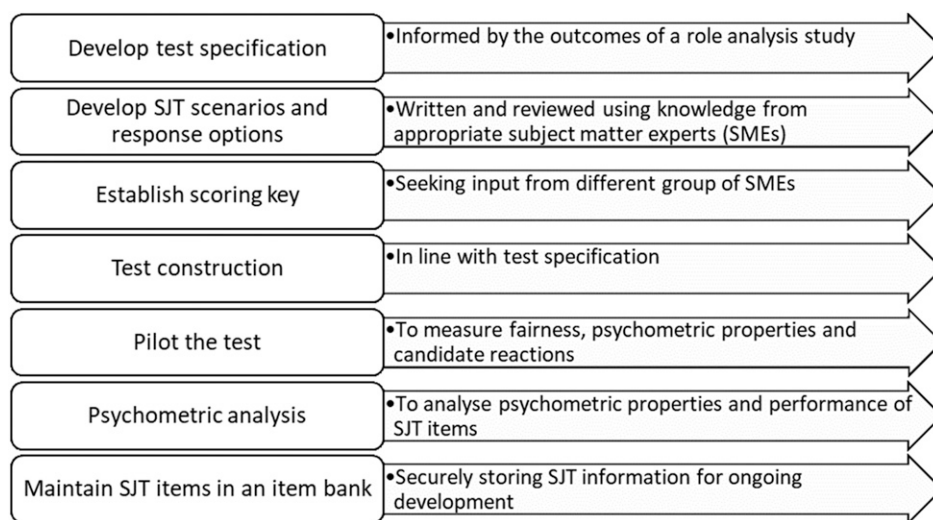 Develop test specification
•Informed by the outcomes of a role analysis study
Develop SJT scenarios and
response options
•Written and reviewed using knowledge from
appropriate subject matter experts (SMEs)
Establish scoring key
•Seeking input from different group of SMEs
Test construction
•In line with test specification
Pilot the test
•To measure fairness, psychometric properties and
candidate reactions
Psychometric analysis
•To analyse psychometric properties and performance of
SJT items
Maintain SJT items in an item bank
•Securely storing SJT information for ongoing
development